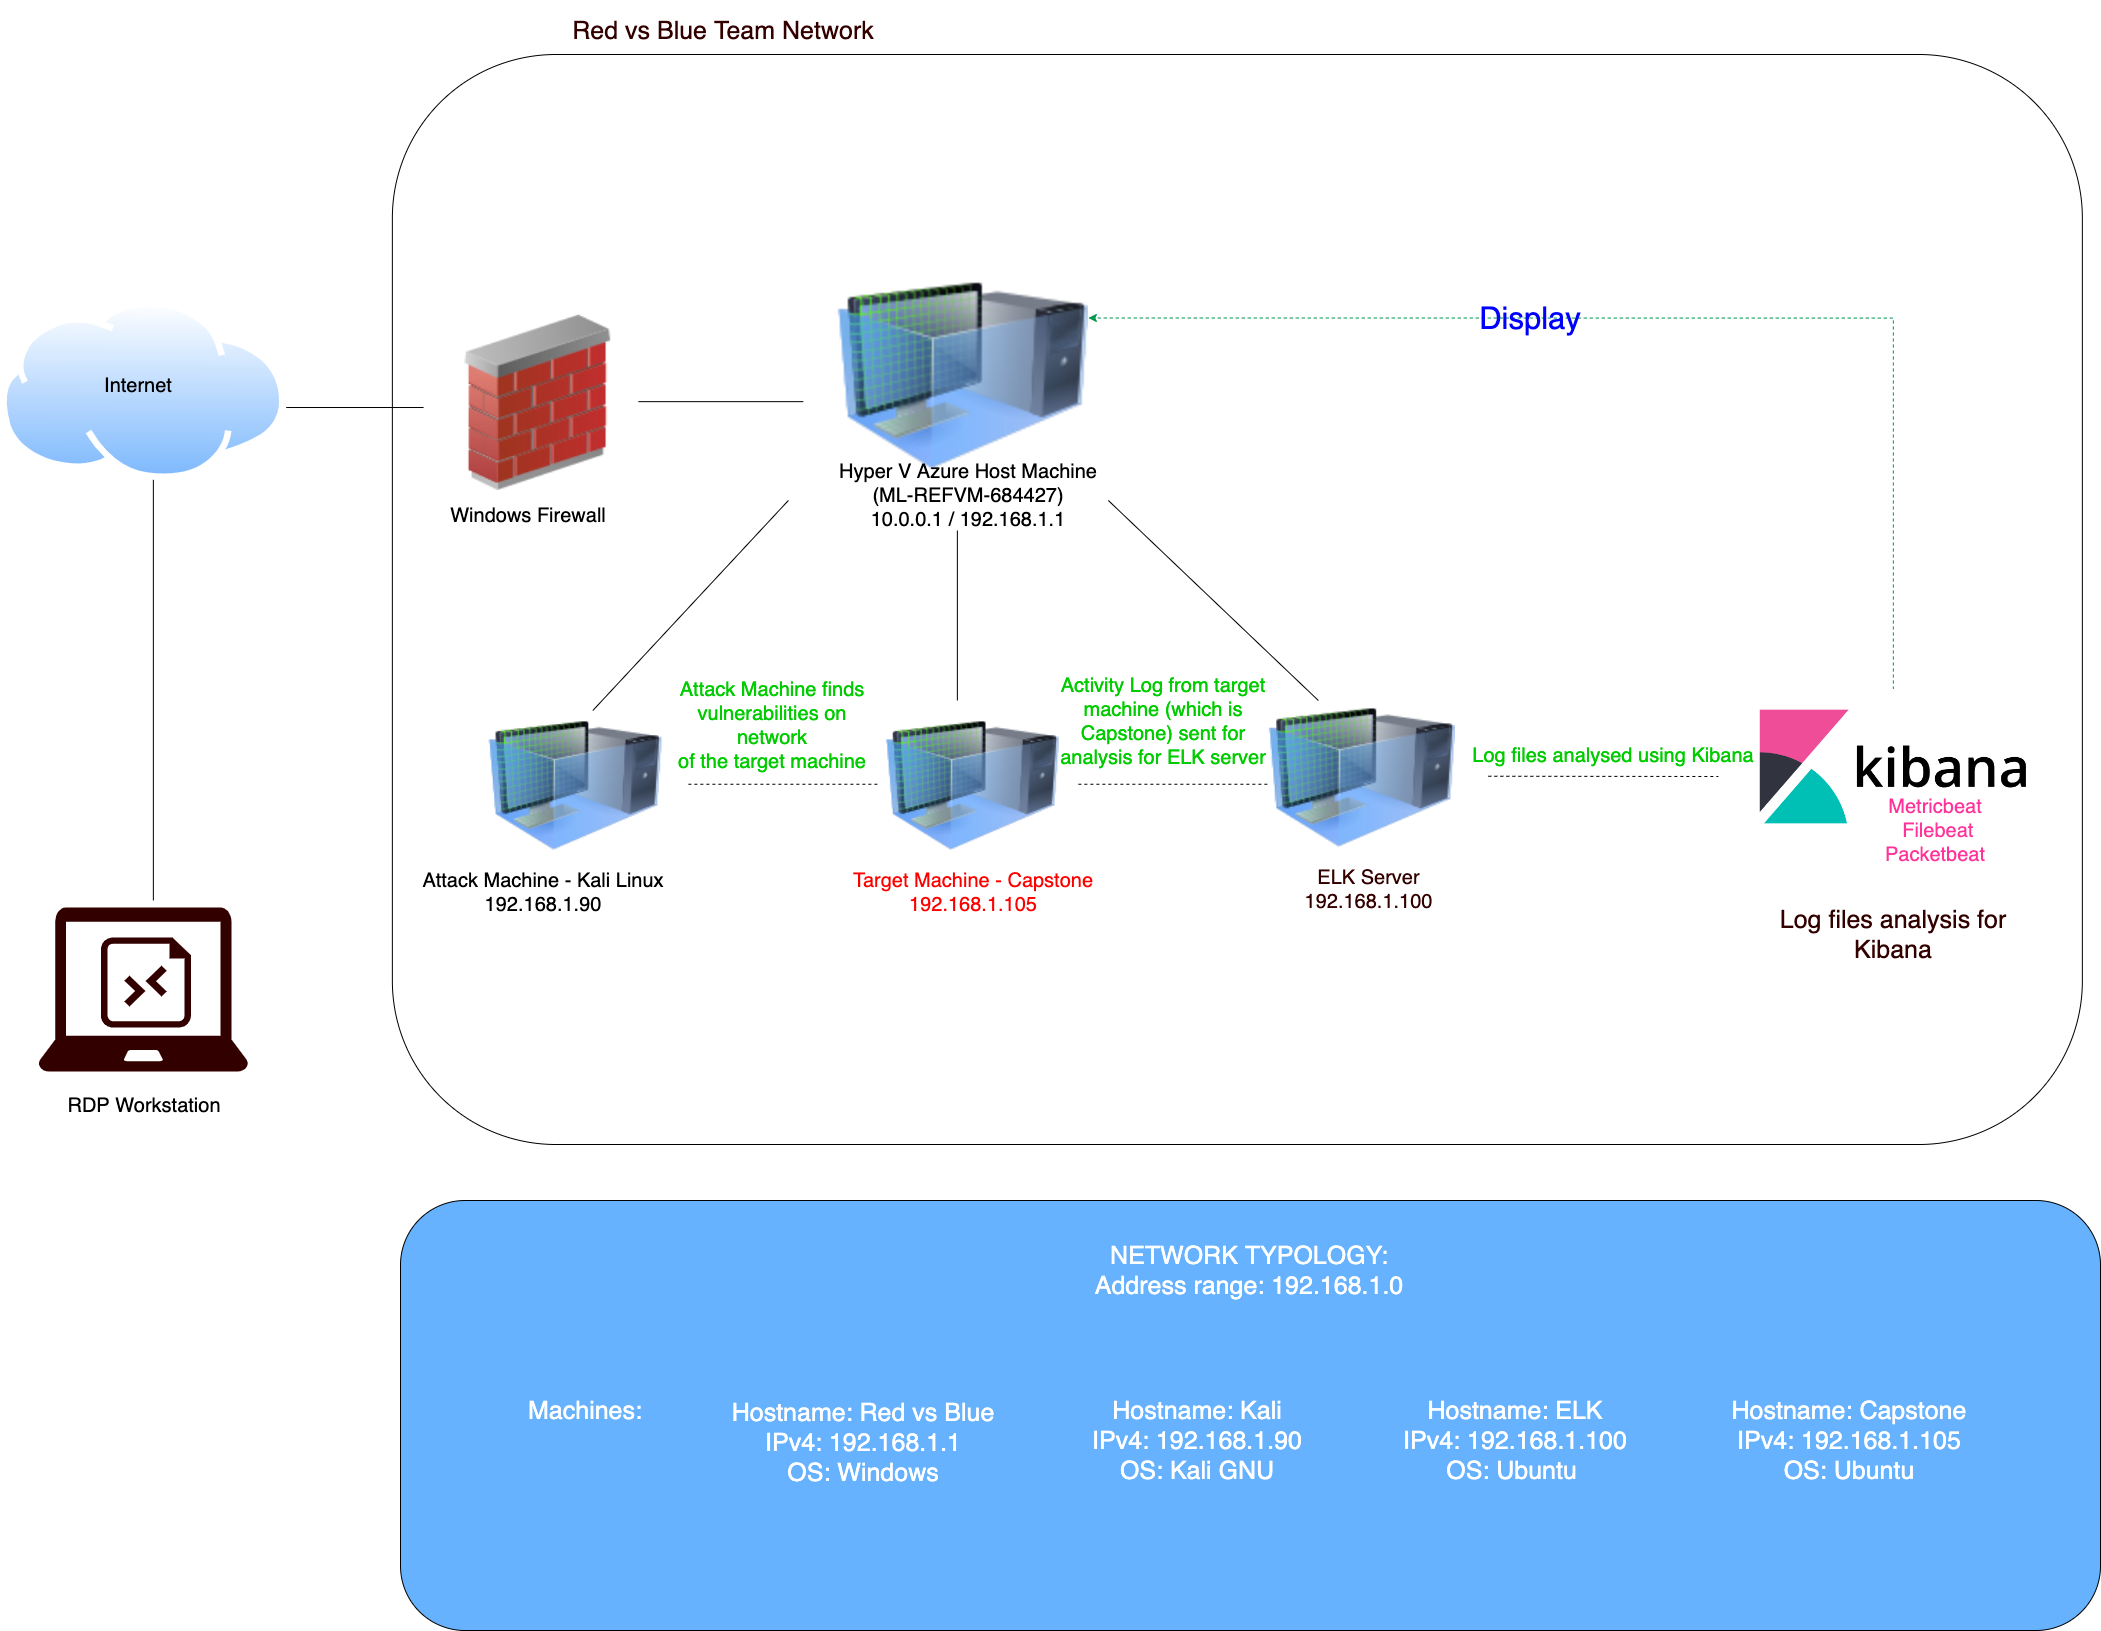 Red vs Blue Team Network
Display
Internet
Hyper V Azure Host Machine
(ML-REFVM-684427)
10.0.0.1 / 192.168.1.1
Windows Firewall
Attack Machine finds
vulnerabilities on
network
of the target machine
Activity Log from target
machine (which is
Capstone) sent for
analysis for ELK server
Log files analysed using Kibana
kibana
Metricbeat
Filebeat
Packetbeat
Attack Machine - Kali Linux
192.168.1.90
Target Machine - Capstone
192.168.1.105
ELK Server
192.168.1.100
Log files analysis for
Kibana
RDP Workstation
NETWORK TYPOLOGY:
Address range: 192.168.1.0
Machines:
Hostname: Red vs Blue
IPv4: 192.168.1.1
OS: Windows
Hostname: Kali
IPv4: 192.168.1.90
OS: Kali GNU
Hostname: ELK
IPv4: 192.168.1.100
OS: Ubuntu
Hostname: Capstone
IPv4: 192.168.1.105
OS: Ubuntu